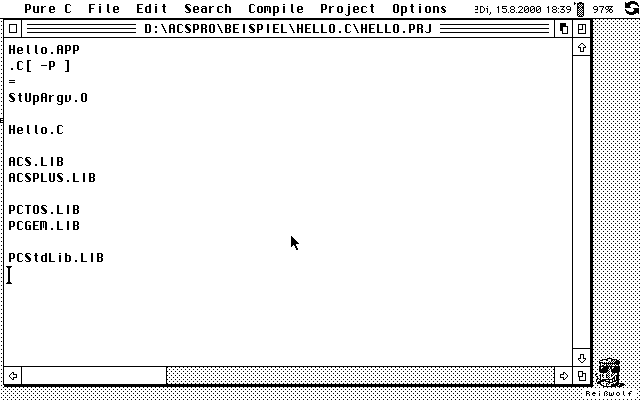 Pure C File Edit Search Compile Project Options ?Di, 15.8.2000 18:39 97%
D:\ACSPRO\BEISPIEL\HELLO.C\HELLO.PRJ
Hello.APP
.C[ -P ]
=
StUpArgv.O
Hello.C
ACS.LIB
ACSPLUS.LIB
PCTOS.LIB
PCGEM.LIB
PCStdLib.LIB
Reißwolf